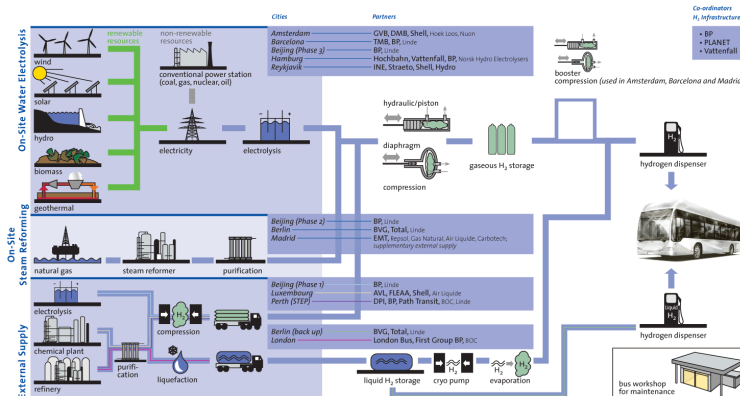 Cities
Partners
Co-ordinators
H2 Infrastructure
On-Site Water Electrolysis
renewable
resources
non-renewable
resources
wind
solar
hydro
biomass
geothermal
conventional power station
(coal, gas, nuclear, oil)
electricity
electrolysis
Amsterdam GVB, DMB, Shell, Hoek Loos, Nuon
Barcelona TMB, BP, Linde
Beijing (Phase 3) BP, Linde
Hamburg Hochbahn, Vattenfall, BP, Norsk Hydro Electrolysers
Reykjavik INE, Straeto, Shell, Hydro
• BP
• PLANET
• Vattenfall
booster
compression (used in Amsterdam, Barcelona and Madrid
hydraulic/piston
diaphragm
compression
gaseous H2 storage
H2
hydrogen dispenser
On-Site
Steam Reforming
natural gas
steam reformer
purification
Beijing (Phase 2) BP, Linde
Berlin BVG, Total, Linde
Madrid EMT, Repsol, Gas Natural, Air Liquide, Carbotech;
supplementary external supply
External Supply
electrolysis
chemical plant
refinery
purifi-
cation
H2
compression
liquefaction
Beijing (Phase 1) BP, Linde
Luxembourg AVL, FLEAA, Shell, Air Liquide
Perth (STEP) DPI, BP, Path Transit, BOC, Linde
Berlin (back up) BVG, Total, Linde
London London Bus, First Group BP, BOC
liquid H2 storage
H2
cryo pump
H2
H2
evaporation
Liquid
H2
hydrogen dispenser
bus workshop
for maintenance